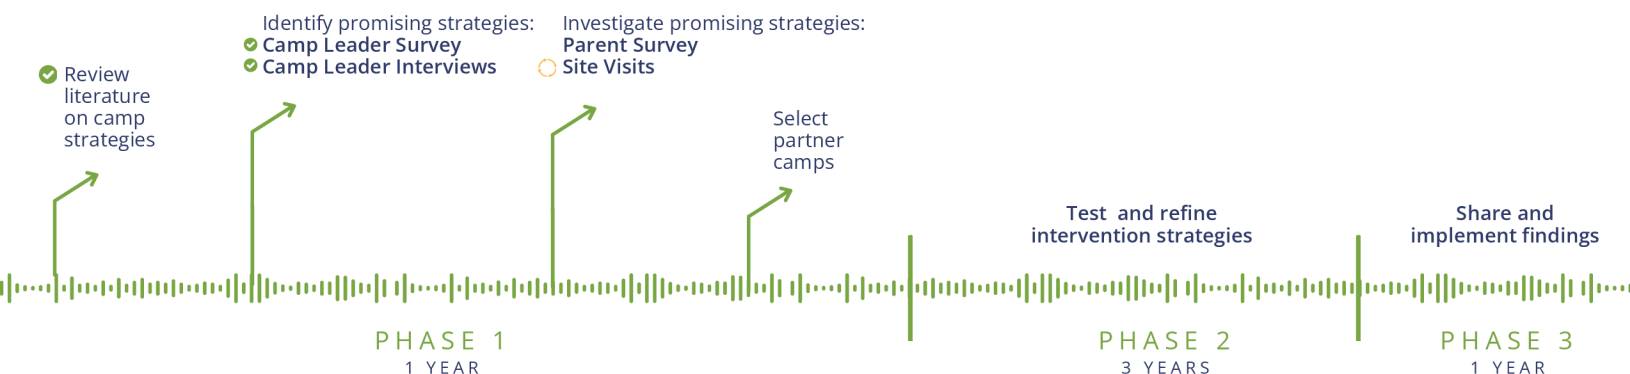 Review
literature
on camp
strategies
Identify promising strategies:
Camp Leader Survey
Camp Leader Interviews
Investigate promising strategies:
Parent Survey
Site Visits
Select
partner
camps
Test and refine
intervention strategies
Share and
implement findings
PHASE 1
1 YEAR
PHASE 2
3 YEARS
PHASE 3
1 YEAR